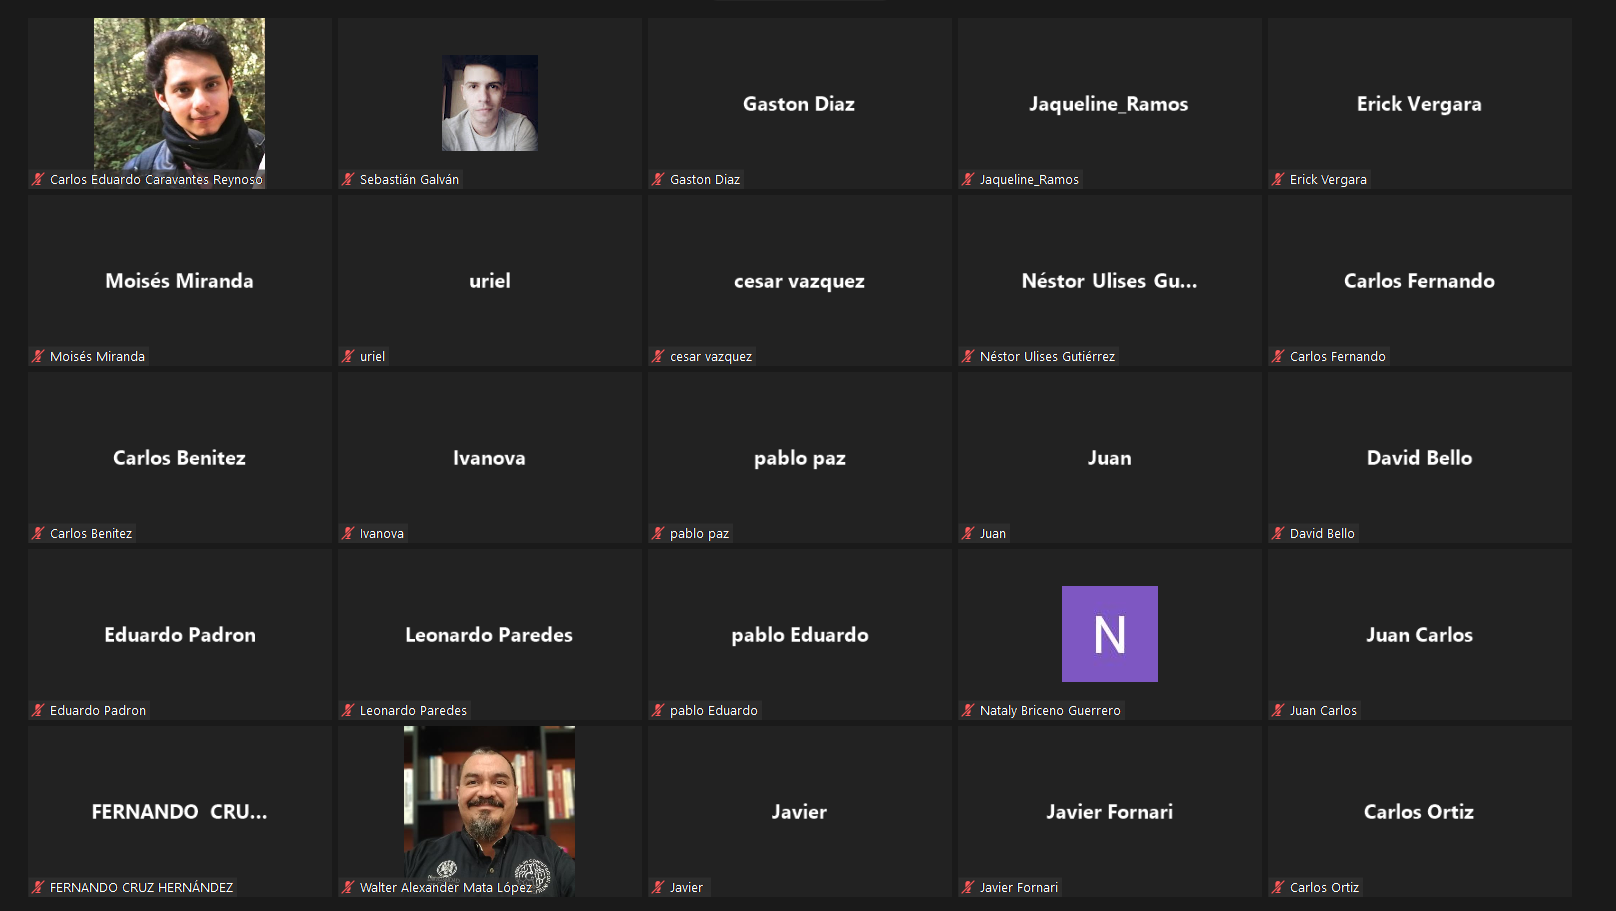 Carlos Eduardo Caravantes Reynoso
Sebastián Galván
Gaston Diaz
Gaston Diaz
Jaqueline_Ramos
Jaqueline_Ramos
Erick Vergara
Erick Vergara
Moisés Miranda
Moisés Miranda
uriel
uriel
cesar vazquez
cesar vazquez
Néstor Ulises Gu...
Néstor Ulises Gutiérrez
Carlos Fernando
Carlos Fernando
Carlos Benitez
Carlos Benitez
Ivanova
Ivanova
pablo paz
pablo paz
Juan
Juan
David Bello
David Bello
Eduardo Padron
Eduardo Padron
Leonardo Paredes
Leonardo Paredes
pablo Eduardo
pablo Eduardo
N
Nataly Briceno Guerrero
Juan Carlos
Juan Carlos
FERNANDO CRU...
FERNANDO CRUZ HERNÁNDEZ
Walter Alexander Mata López
Javier
Javier
Javier Fornari
Javier Fornari
Carlos Ortiz
Carlos Ortiz